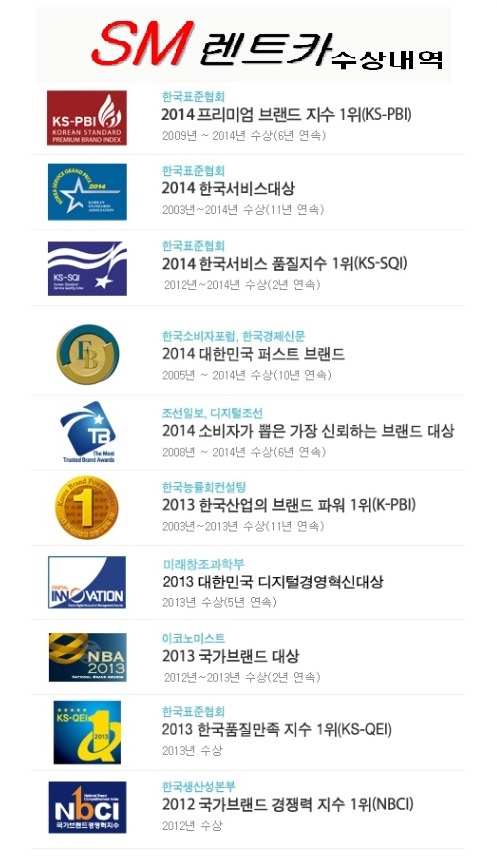 SM 렌트카 수상내역
KS-PBI
KOREAN STANDARD
PREMIUM BRAND INDEX
한국표준협회
2014 프리미엄 브랜드 지수 1위(KS-PBI)
2009년 ~ 2014년 수상(6년 연속)
KOREA SERVICE GRAND PRIX
2014
KOREAN
STANDARDS
ASSOCIATION
한국표준협회
2014 한국서비스대상
2003년~2014년 수상(11년 연속)
KS-SQI
Korean Standard
Service Quality Index
한국표준협회
2014 한국서비스 품질지수 1위(KS-SQI)
2012년~2014년 수상(2년 연속)
FB
한국소비자포럼, 한국경제신문
2014 대한민국 퍼스트 브랜드
2005년 ~ 2014년 수상(10년 연속)
TB
The Most
Trusted Brand Awards
조선일보, 디지털조선
2014 소비자가 뽑은 가장 신뢰하는 브랜드 대상
2008년 ~ 2014년 수상(6년 연속)
Korea Brand Power
1
한국능률회컨설팅
2013 한국산업의 브랜드 파워 1위(K-PBI)
2003년~2013년 수상(11년 연속)
DIGITAL
INNOVATION
미래창조과학부
2013 대한민국 디지털경영혁신대상
2013년 수상(5년 연속)
NBA
2013
NATIONAL BRAND AWARDS
이코노미스트
2013 국가브랜드 대상
2012년~2013년 수상(2년 연속)
KS-QEI
2013
한국표준협회
2013 한국품질만족 지수 1위(KS-QEI)
2013년 수상
National Brand
Competitiveness Index
NbCI
국가브랜드경쟁력지수
한국생산성본부
2012 국가브랜드 경쟁력 지수 1위(NBCI)
2012년 수상